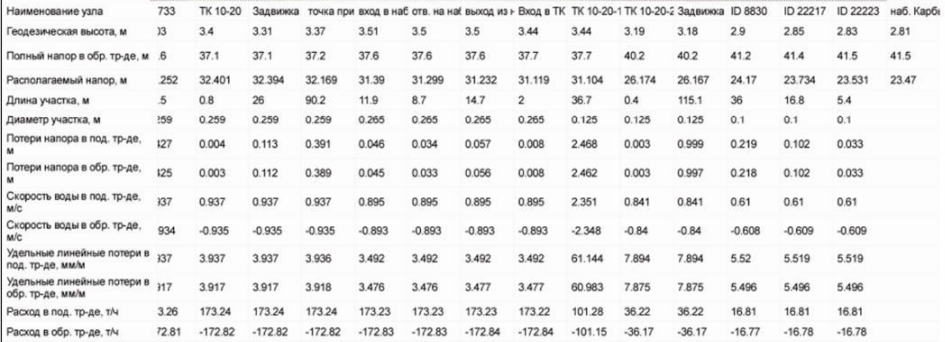 Наименование узла 733 ТК 10-20 Задвижка точка при вход в наб отв. на наб выход из н Вход в ТК ТК 10-20-1 ТК 10-20-2 Задвижка ID 8830 ID 22217 ID 22223 наб. Карбы
Геодезическая высота, м 3.4 3.31 3.37 3.51 3.5 3.5 3.44 3.44 3.19 3.18 2.9 2.85 2.83 2.81
Полный напор в обр. тр-де, м .6 37.1 37.1 37.2 37.6 37.6 37.6 37.7 37.7 40.2 40.2 41.2 41.4 41.5 41.5
Располагаемый напор, м .252 32.401 32.394 32.169 31.39 31.299 31.232 31.119 31.104 26.174 26.167 24.17 23.734 23.531 23.47
Длина участка, м .5 0.8 26 90.2 11.9 8.7 14.7 2 36.7 0.4 115.1 36 16.8 5.4
Диаметр участка, м 259 0.259 0.259 0.259 0.265 0.265 0.265 0.265 0.125 0.125 0.125 0.1 0.1 0.1
Потери напора в под. тр-де, 427 0.004 0.113 0.391 0.046 0.034 0.057 0.008 2.468 0.003 0.999 0.219 0.102 0.033
м
Потери напора в обр. тр-де, 425 0.003 0.112 0.389 0.045 0.033 0.056 0.008 2.462 0.003 0.997 0.218 0.102 0.033
м
Скорость воды в под. тр-де, 937 0.937 0.937 0.937 0.895 0.895 0.895 0.895 2.351 0.841 0.841 0.61 0.61 0.61
м/с
Скорость воды в обр. тр-де, 934 -0.935 -0.935 -0.935 -0.893 -0.893 -0.893 -0.893 -2.348 -0.84 -0.84 -0.608 -0.609 -0.609
м/с
Удельные линейные потери в 937 3.937 3.937 3.936 3.492 3.492 3.492 3.492 61.144 7.894 7.894 5.52 5.519 5.519
под. тр-де, мм/м
Удельные линейные потери в 917 3.917 3.917 3.918 3.476 3.476 3.477 3.477 60.983 7.875 7.875 5.496 5.496 5.496
обр. тр-де, мм/м
Расход в под. тр-де, т/ч 3.26 173.24 173.24 173.24 173.23 173.23 173.23 173.22 101.28 36.22 36.22 16.81 16.81 16.81
Расход в обр. тр-де, т/ч 72.81 -172.82 -172.82 -172.82 -172.83 -172.83 -172.84 -172.84 -101.15 -36.17 -36.17 -16.77 -16.78 -16.78